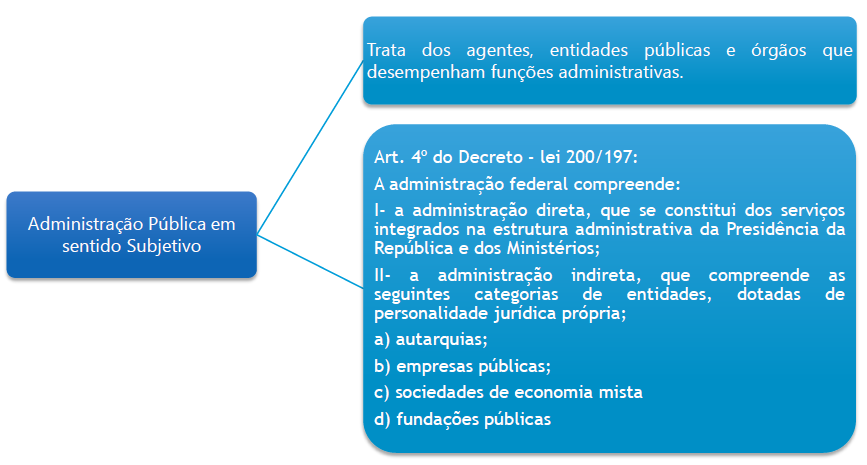 Trata dos agentes, entidades públicas e órgãos que
desempenham funções administrativas.
Administração Pública em
sentido Subjetivo
Art. 4º do Decreto - lei 200/197:
A administração federal compreende:
I- a administração direta, que se constitui dos serviços
integrados na estrutura administrativa da Presidência da
República e dos Ministérios;
II- a administração indireta, que compreende as
seguintes categorias de entidades, dotadas de
personalidade jurídica própria;
a) autarquias;
b) empresas públicas;
c) sociedades de economia mista
d) fundações públicas